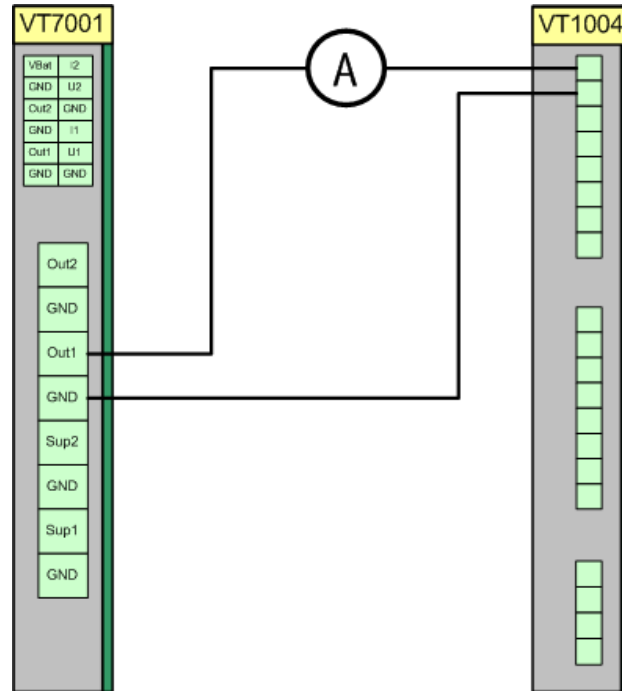 VT7001
VT1004
A
VBat I2
GND U2
Out2 GND
GND I1
Out1 U1
GND GND
Out2
GND
Out1
GND
Sup2
GND
Sup1
GND